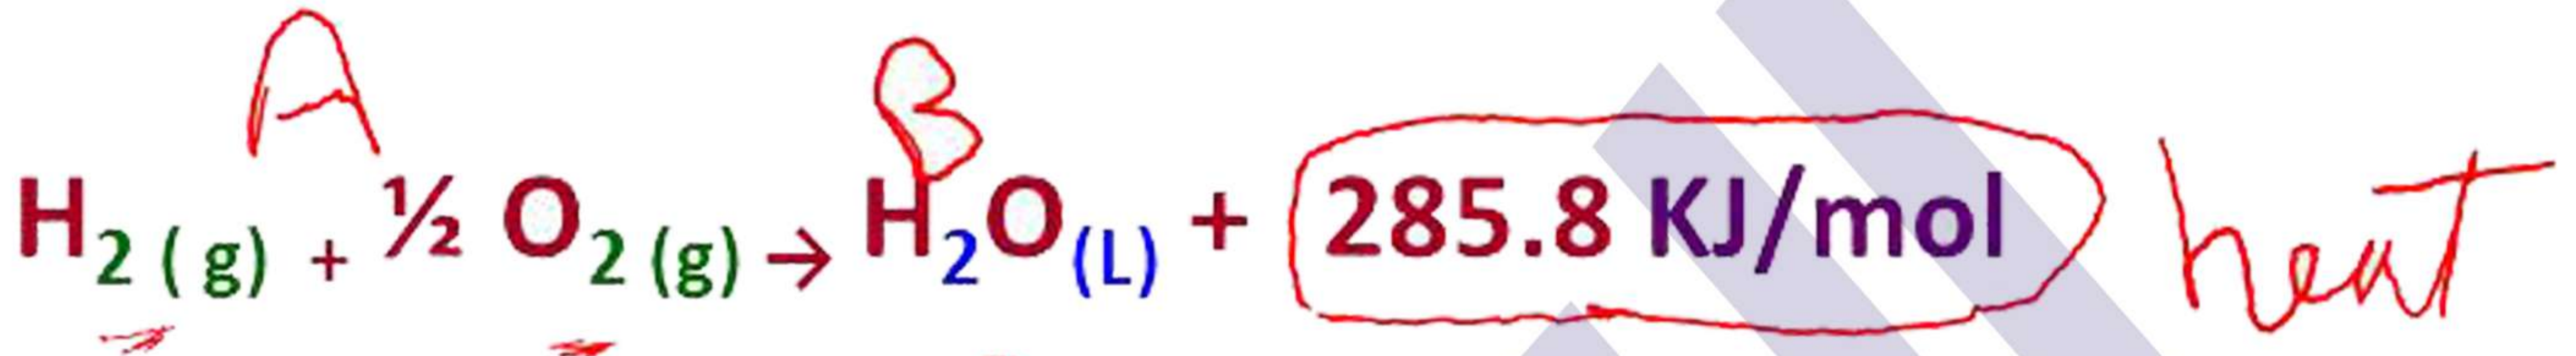 A B
H₂ (g) + ½ O₂ (g) → H₂O (L) + 285.8 KJ/mol heat